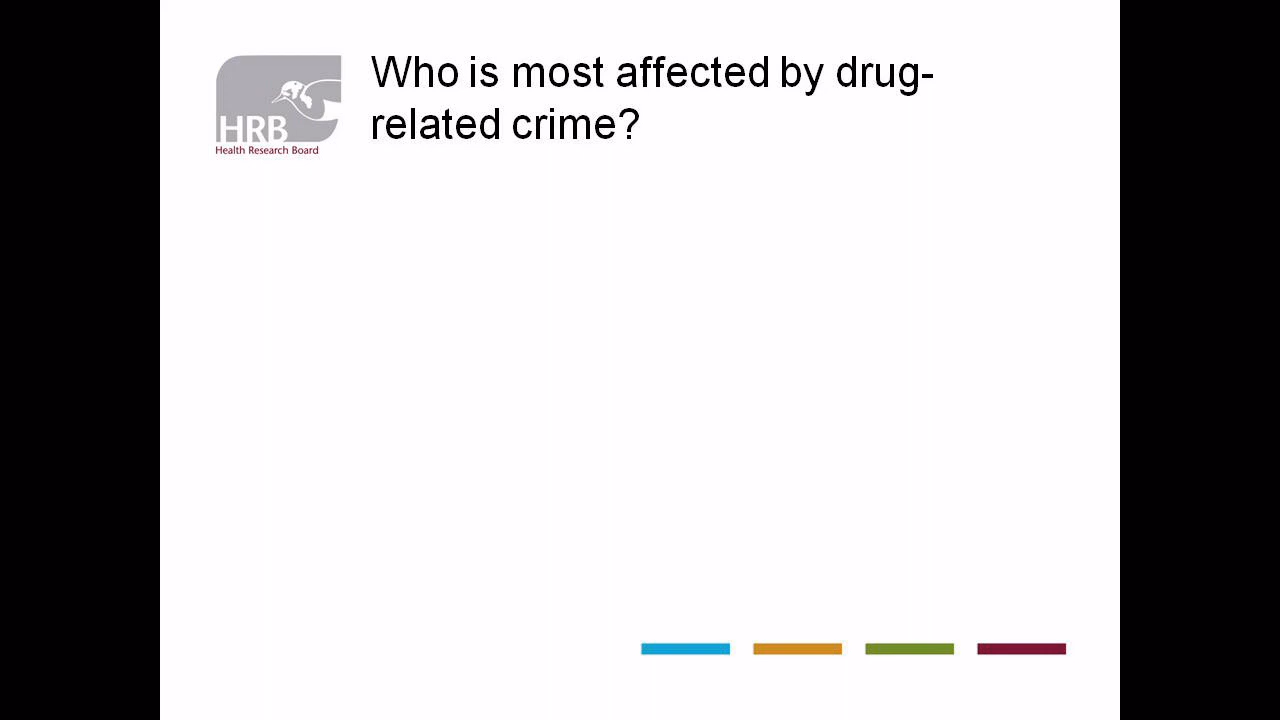 Who is most affected by drug-
related crime?
HRB
Health Research Board